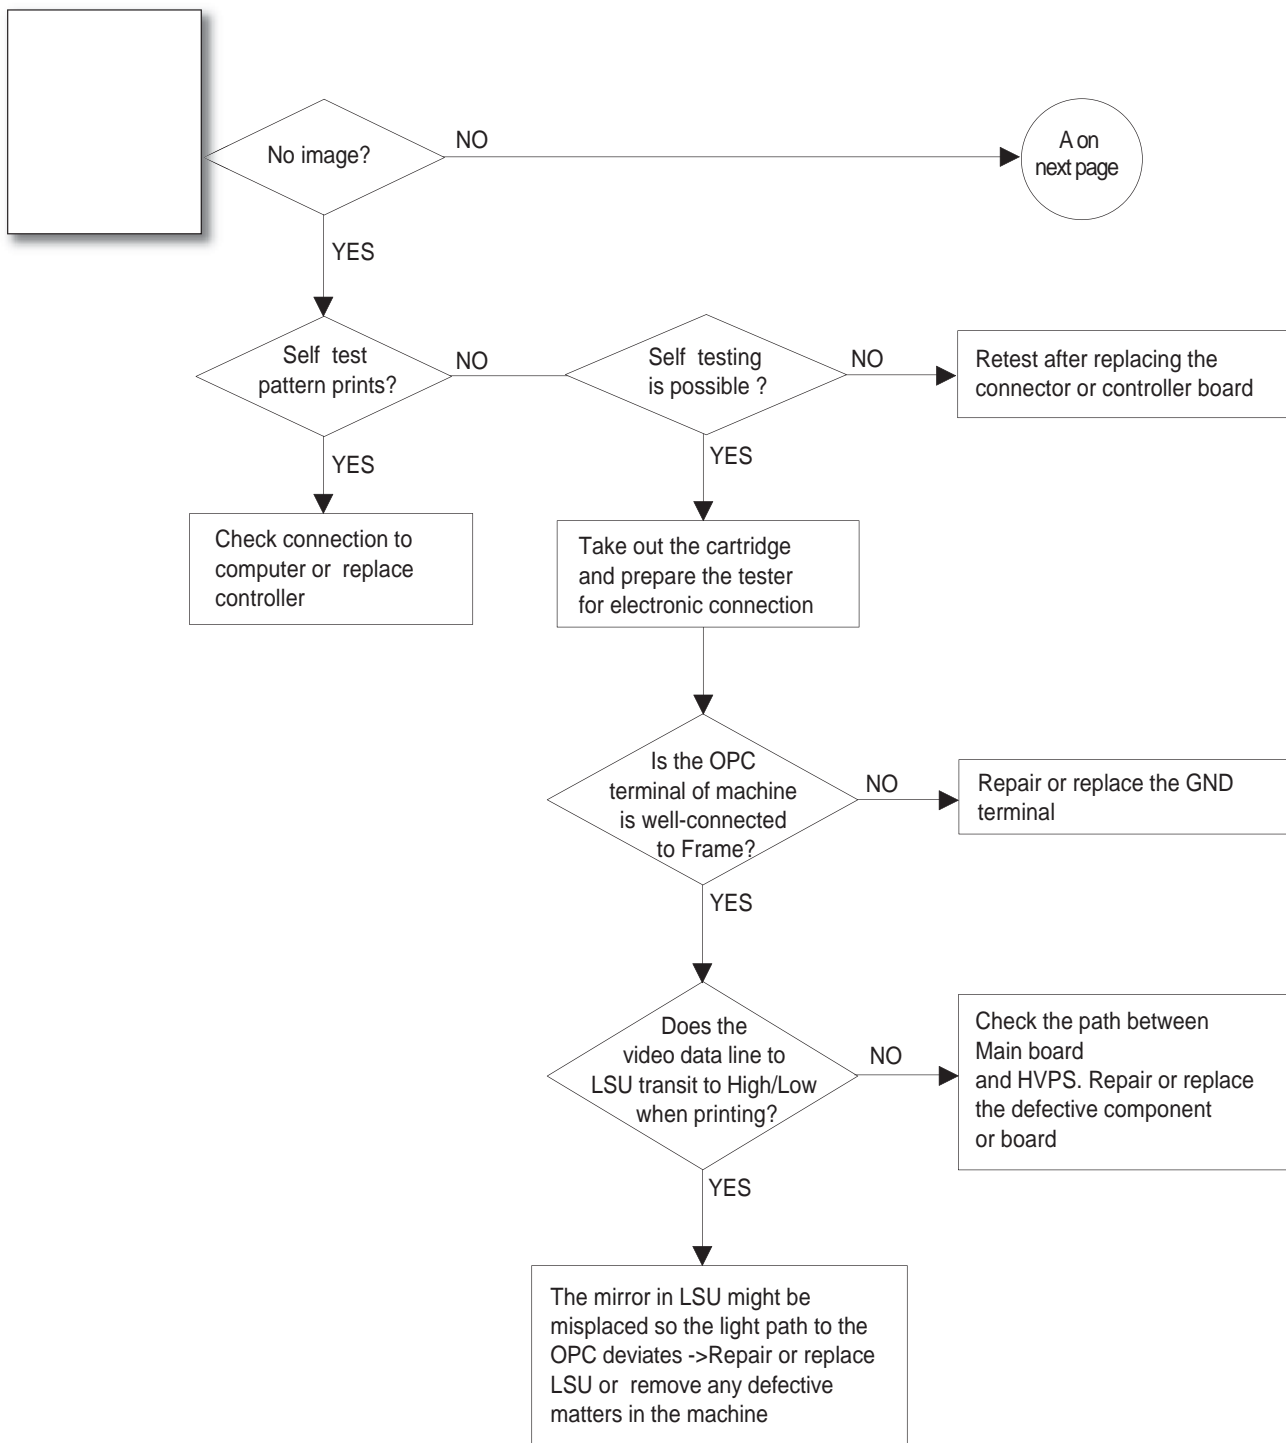 No image?
NO
A on
next page
YES
Self test
pattern prints?
NO
Self testing
is possible ?
NO
Retest after replacing the
connector or controller board
YES
YES
Check connection to
computer or replace
controller
Take out the cartridge
and prepare the tester
for electronic connection
Is the OPC
terminal of machine
is well-connected
to Frame?
NO
Repair or replace the GND
terminal
YES
Does the
video data line to
LSU transit to High/Low
when printing?
NO
Check the path between
Main board
and HVPS. Repair or replace
the defective component
or board
YES
The mirror in LSU might be
misplaced so the light path to the
OPC deviates ->Repair or replace
LSU or remove any defective
matters in the machine